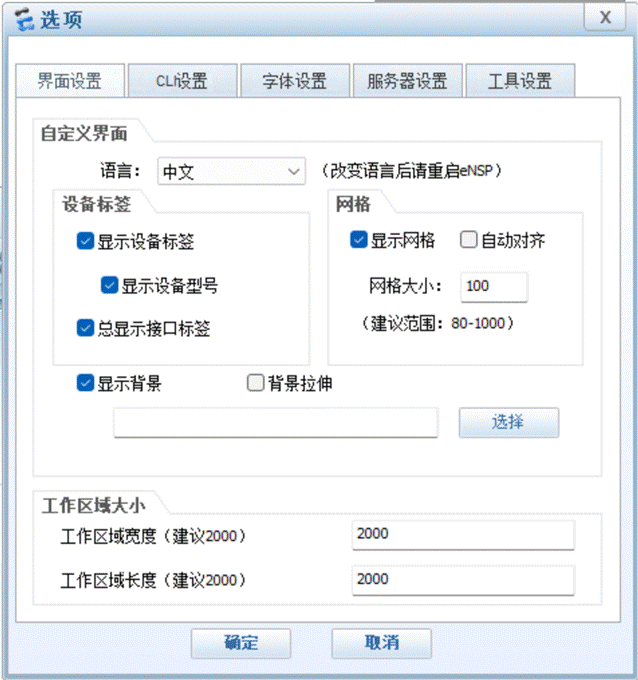 选项
X
界面设置 CLI设置 字体设置 服务器设置 工具设置
自定义界面
语言： 中文 （改变语言后请重启eNSP）
设备标签 网格
显示设备标签 显示网格 自动对齐
显示设备型号 网格大小： 100
总显示接口标签 （建议范围：80-1000）
显示背景 背景拉伸
选择
工作区域大小
工作区域宽度（建议2000） 2000
工作区域长度（建议2000） 2000
确定 取消